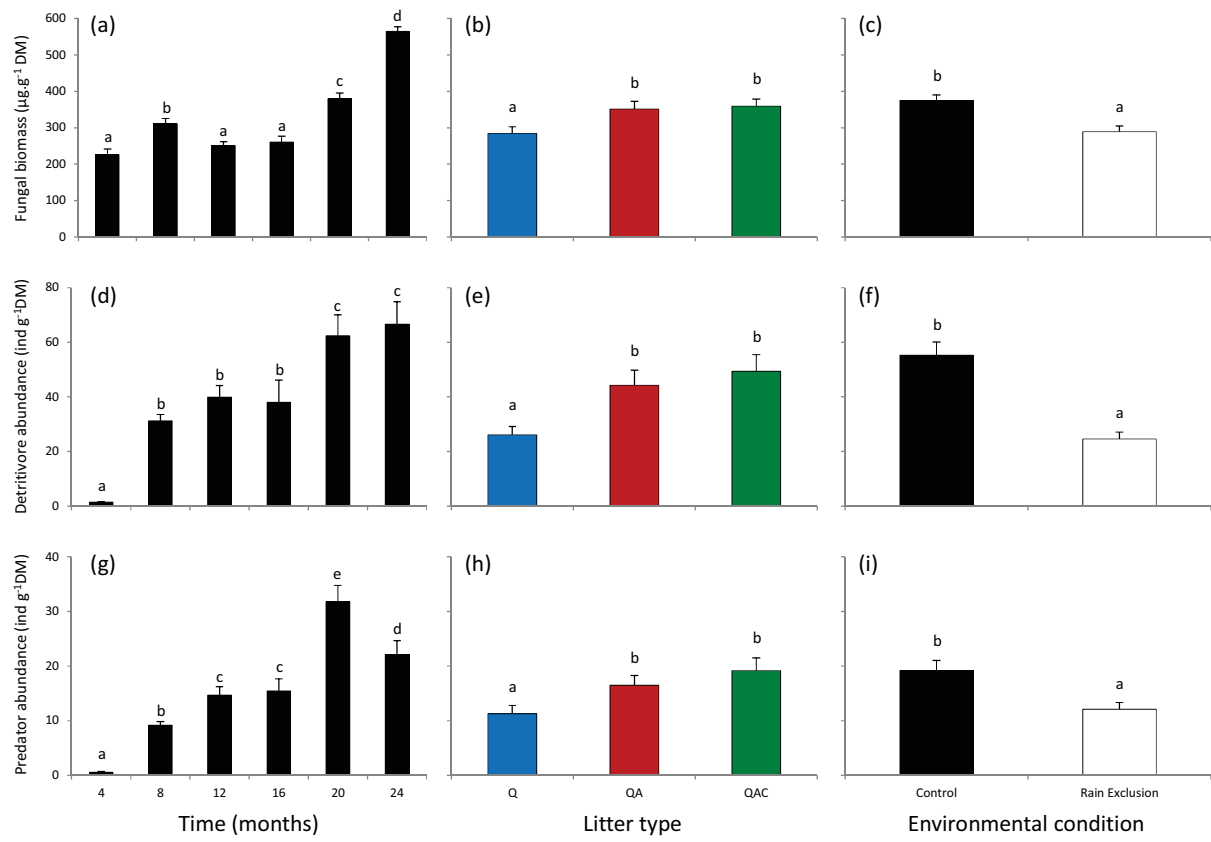 (a)
(b)
(c)
Fungal biomass (µg.g-1 DM)
600
500
400
300
200
100
0
a
b
a
a
c
d
a
b
b
b
a
(d)
(e)
(f)
Detritivore abundance (ind g-1DM)
80
60
40
20
0
a
b
b
b
c
c
a
b
b
b
a
(g)
(h)
(i)
Predator abundance (ind g-1DM)
40
30
20
10
0
a
b
c
c
e
d
a
b
b
b
a
4 8 12 16 20 24
Q QA QAC
Control Rain Exclusion
Time (months)
Litter type
Environmental condition